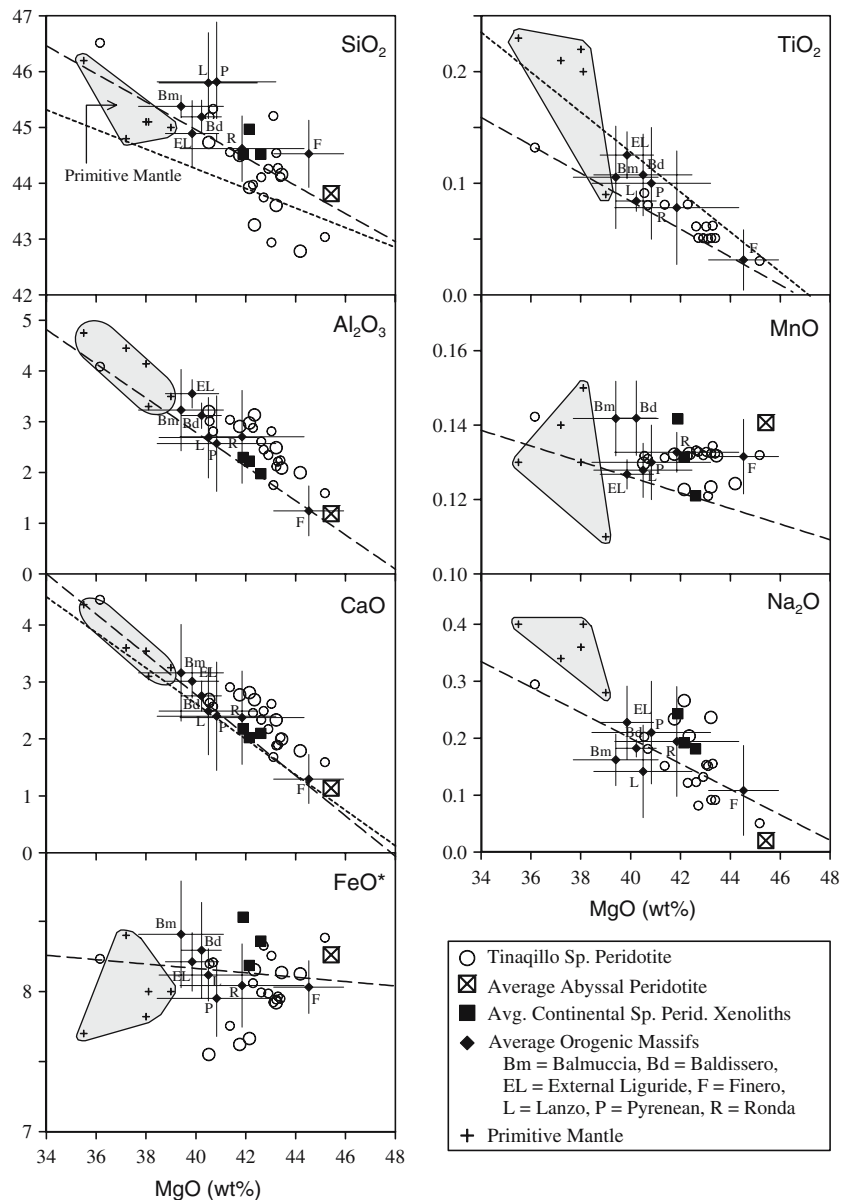 47
46
45
44
43
42
SiO2
L
P
Bm
Bd
EL
R
F
Primitive Mantle
5
4
3
2
1
0
Al2O3
EL
Bm
Bd
L
P
R
F
4
3
2
1
0
CaO
Bm
EL
Bd
L
P
R
F
8
7
FeO*
Bm
Bd
EL
L
P
R
F
34 36 38 40 42 44 46 48
MgO (wt%)
0.2
0.1
0.0
TiO2
EL
Bd
Bm
L
P
R
F
0.16
0.14
0.12
0.10
MnO
Bm
Bd
R
EL
L
P
F
0.4
0.3
0.2
0.1
0.0
Na2O
EL
P
Bd
Bm
L
R
F
34 36 38 40 42 44 46 48
MgO (wt%)
Tinaqillo Sp. Peridotite
Average Abyssal Peridotite
Avg. Continental Sp. Perid. Xenoliths
Average Orogenic Massifs
Bm = Balmuccia, Bd = Baldissero,
EL = External Liguride, F = Finero,
L = Lanzo, P = Pyrenean, R = Ronda
Primitive Mantle